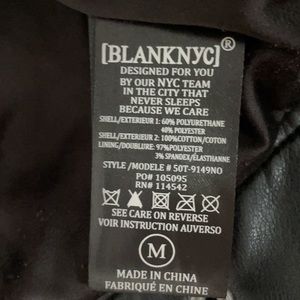 [BLANKNYC]®
DESIGNED FOR YOU
BY OUR NYC TEAM
IN THE CITY THAT
NEVER SLEEPS
BECAUSE WE CARE
SHELL/EXTERIEUR 1: 60% POLYURETHANE
40% POLYESTER
SHELL/EXTERIEUR 2: 100%COTTON/COTON
LINING/DOUBLURE: 97%POLYESTER
3% SPANDEX/ELASTHANNE
STYLE /MODELE # 50T-9149NO
PO# 105095
RN# 114542
SEE CARE ON REVERSE
VOIR INSTRUCTION AUVERSO
M
MADE IN CHINA
FABRIQUÉ EN CHINE